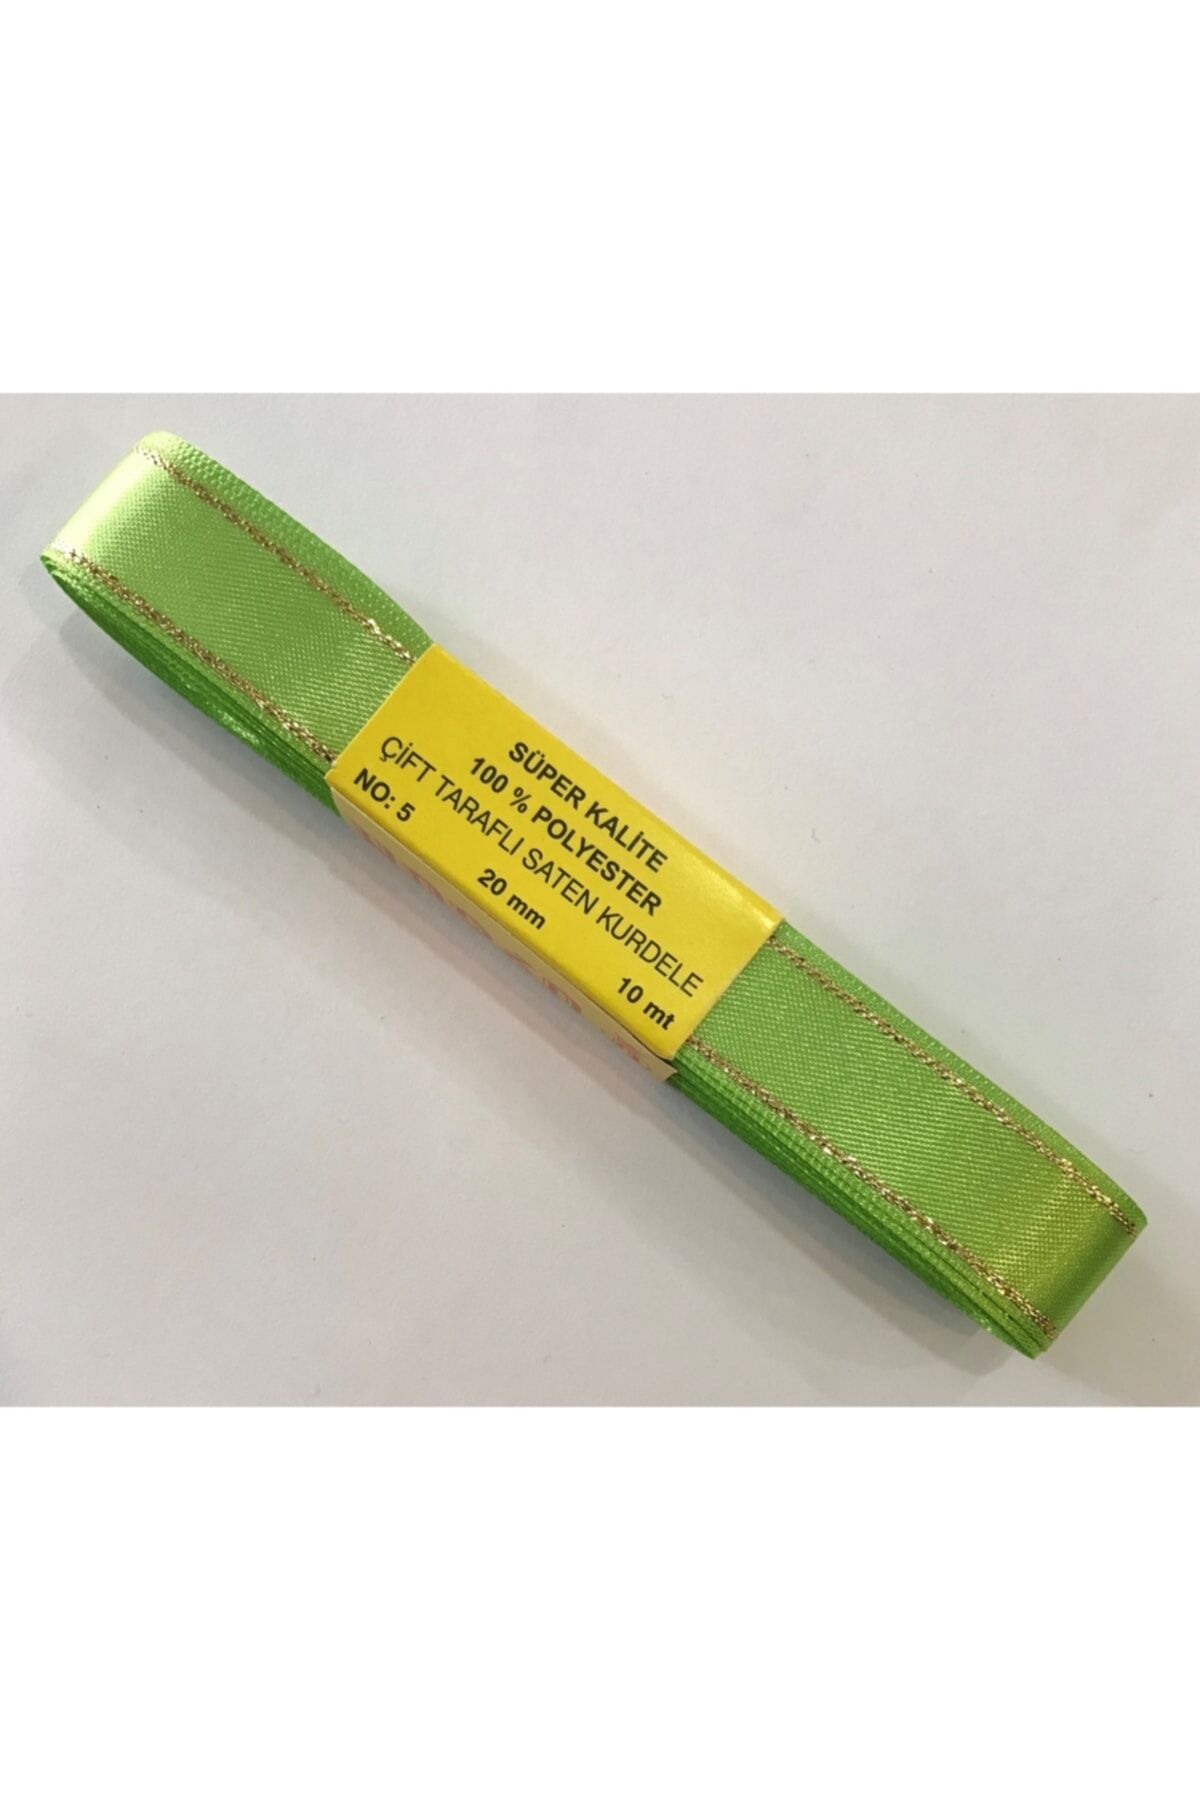 SÜPER KALİTE
100 % POLYESTER
ÇİFT TARAFLI SATEN KURDELE
NO: 5 20 mm 10 mt